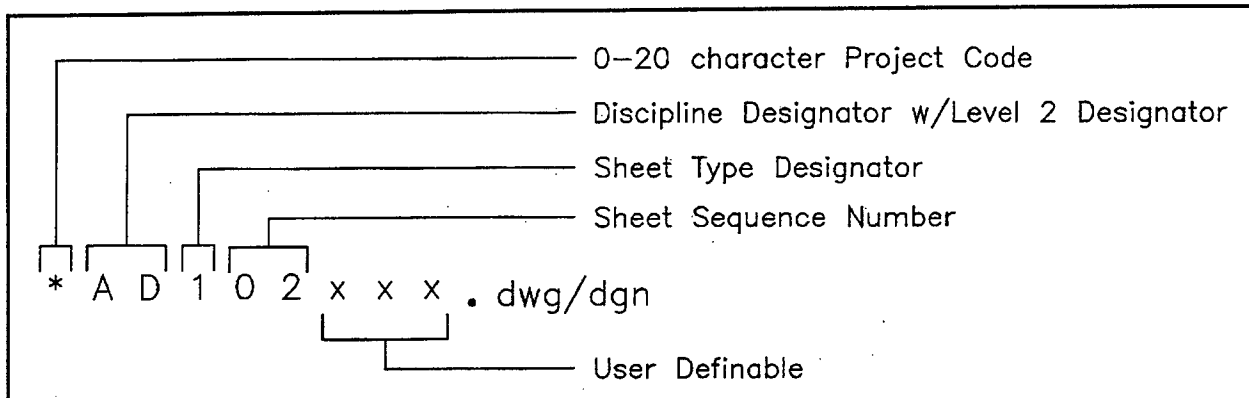 0-20 character Project Code
Discipline Designator w/Level 2 Designator
Sheet Type Designator
Sheet Sequence Number
* A D 1 0 2 x x x . dwg/dgn
User Definable